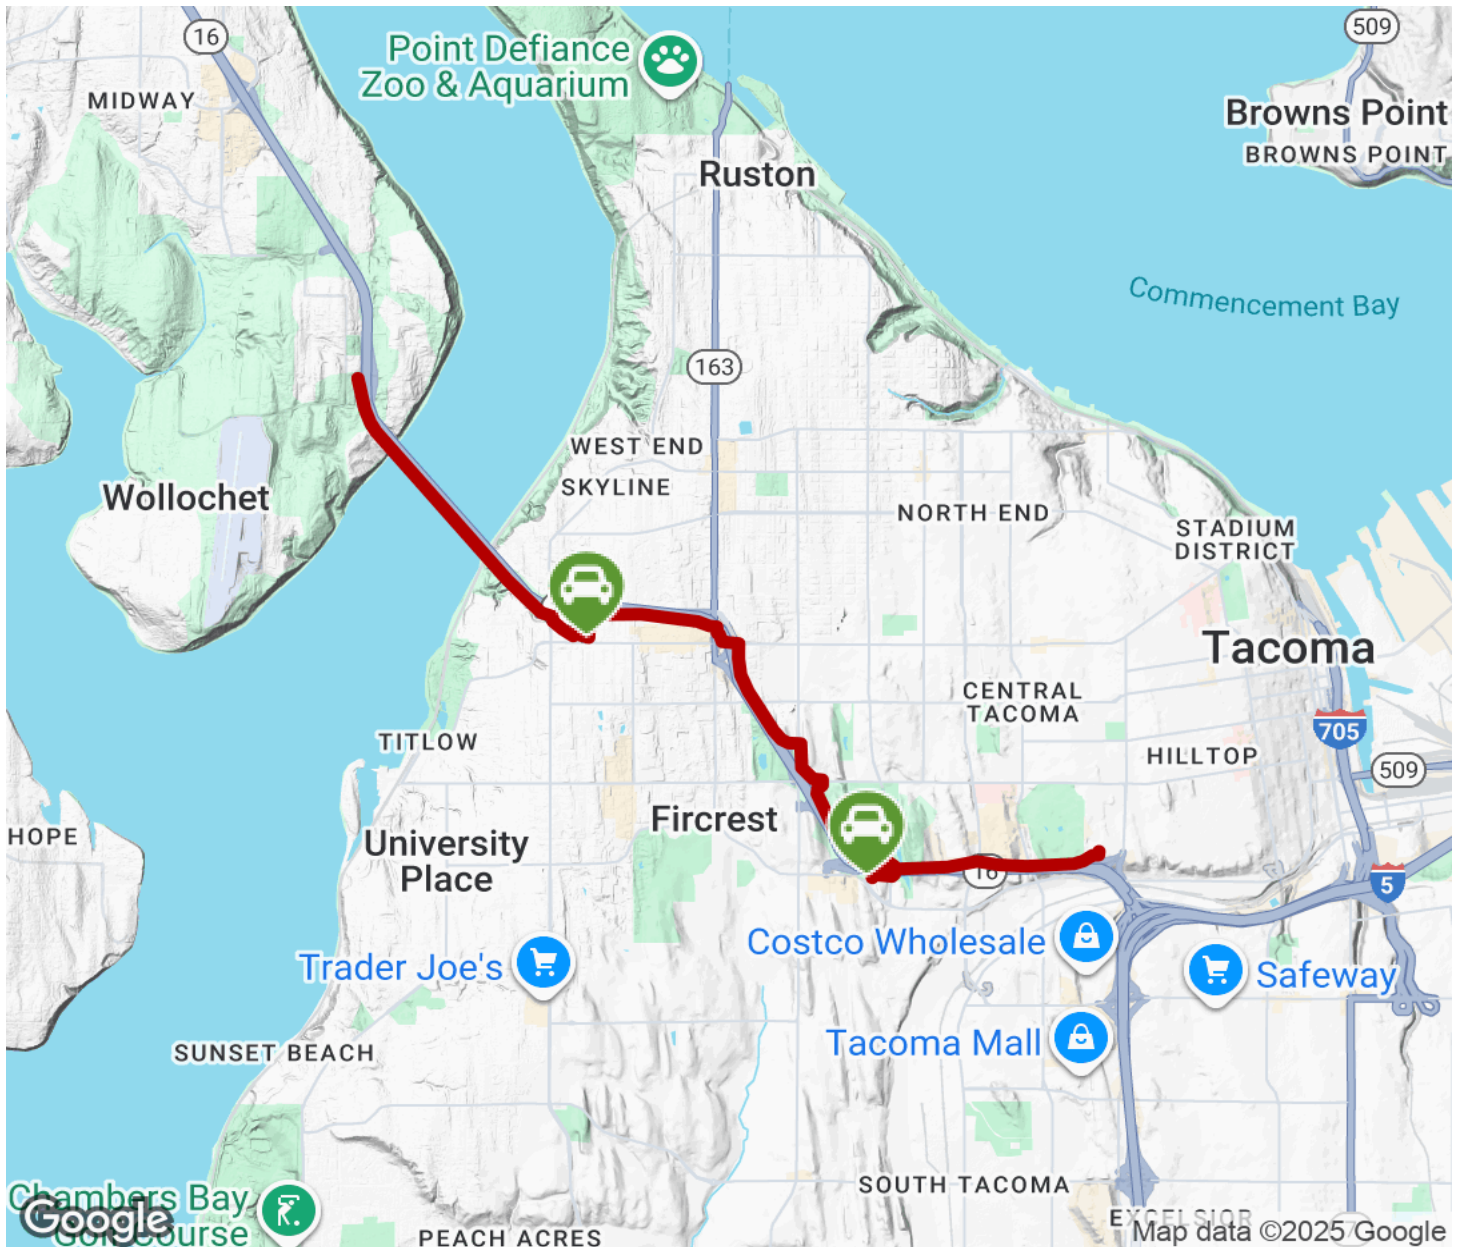 16
Point Defiance
Zoo & Aquarium
509
MIDWAY
Browns Point
BROWNS POINT
Ruston
Commencement Bay
163
WEST END
SKYLINE
Wollochet
NORTH END
STADIUM
DISTRICT
Tacoma
CENTRAL
TACOMA
705
TITLOW
HILLTOP
509
Fircrest
HOPE
University
Place
16
5
Costco Wholesale
Trader Joe's
Safeway
Tacoma Mall
SUNSET BEACH
SOUTH TACOMA
Chambers Bay
Golf Course
Google
EXCELSIOR
PEACH ACRES
Map data ©2025 Google